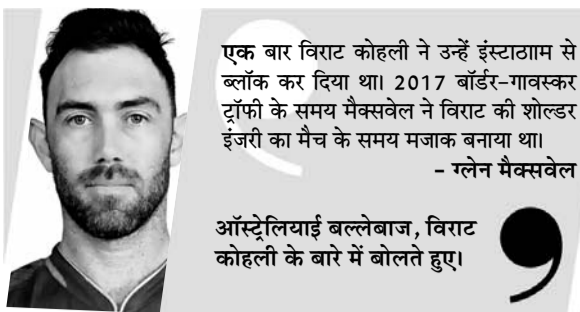 एक बार विराट कोहली ने उन्हें इंस्टाठााम से
ब्लॉक कर दिया था। 2017 बॉर्डर-गावस्कर
ट्रॉफी के समय मैक्सवेल ने विराट की शोल्डर
इंजरी का मैच के समय मजाक बनाया था।
- ग्लेन मैक्सवेल
ऑस्ट्रेलियाई बल्लेबाज, विराट
कोहली के बारे में बोलते हुए।